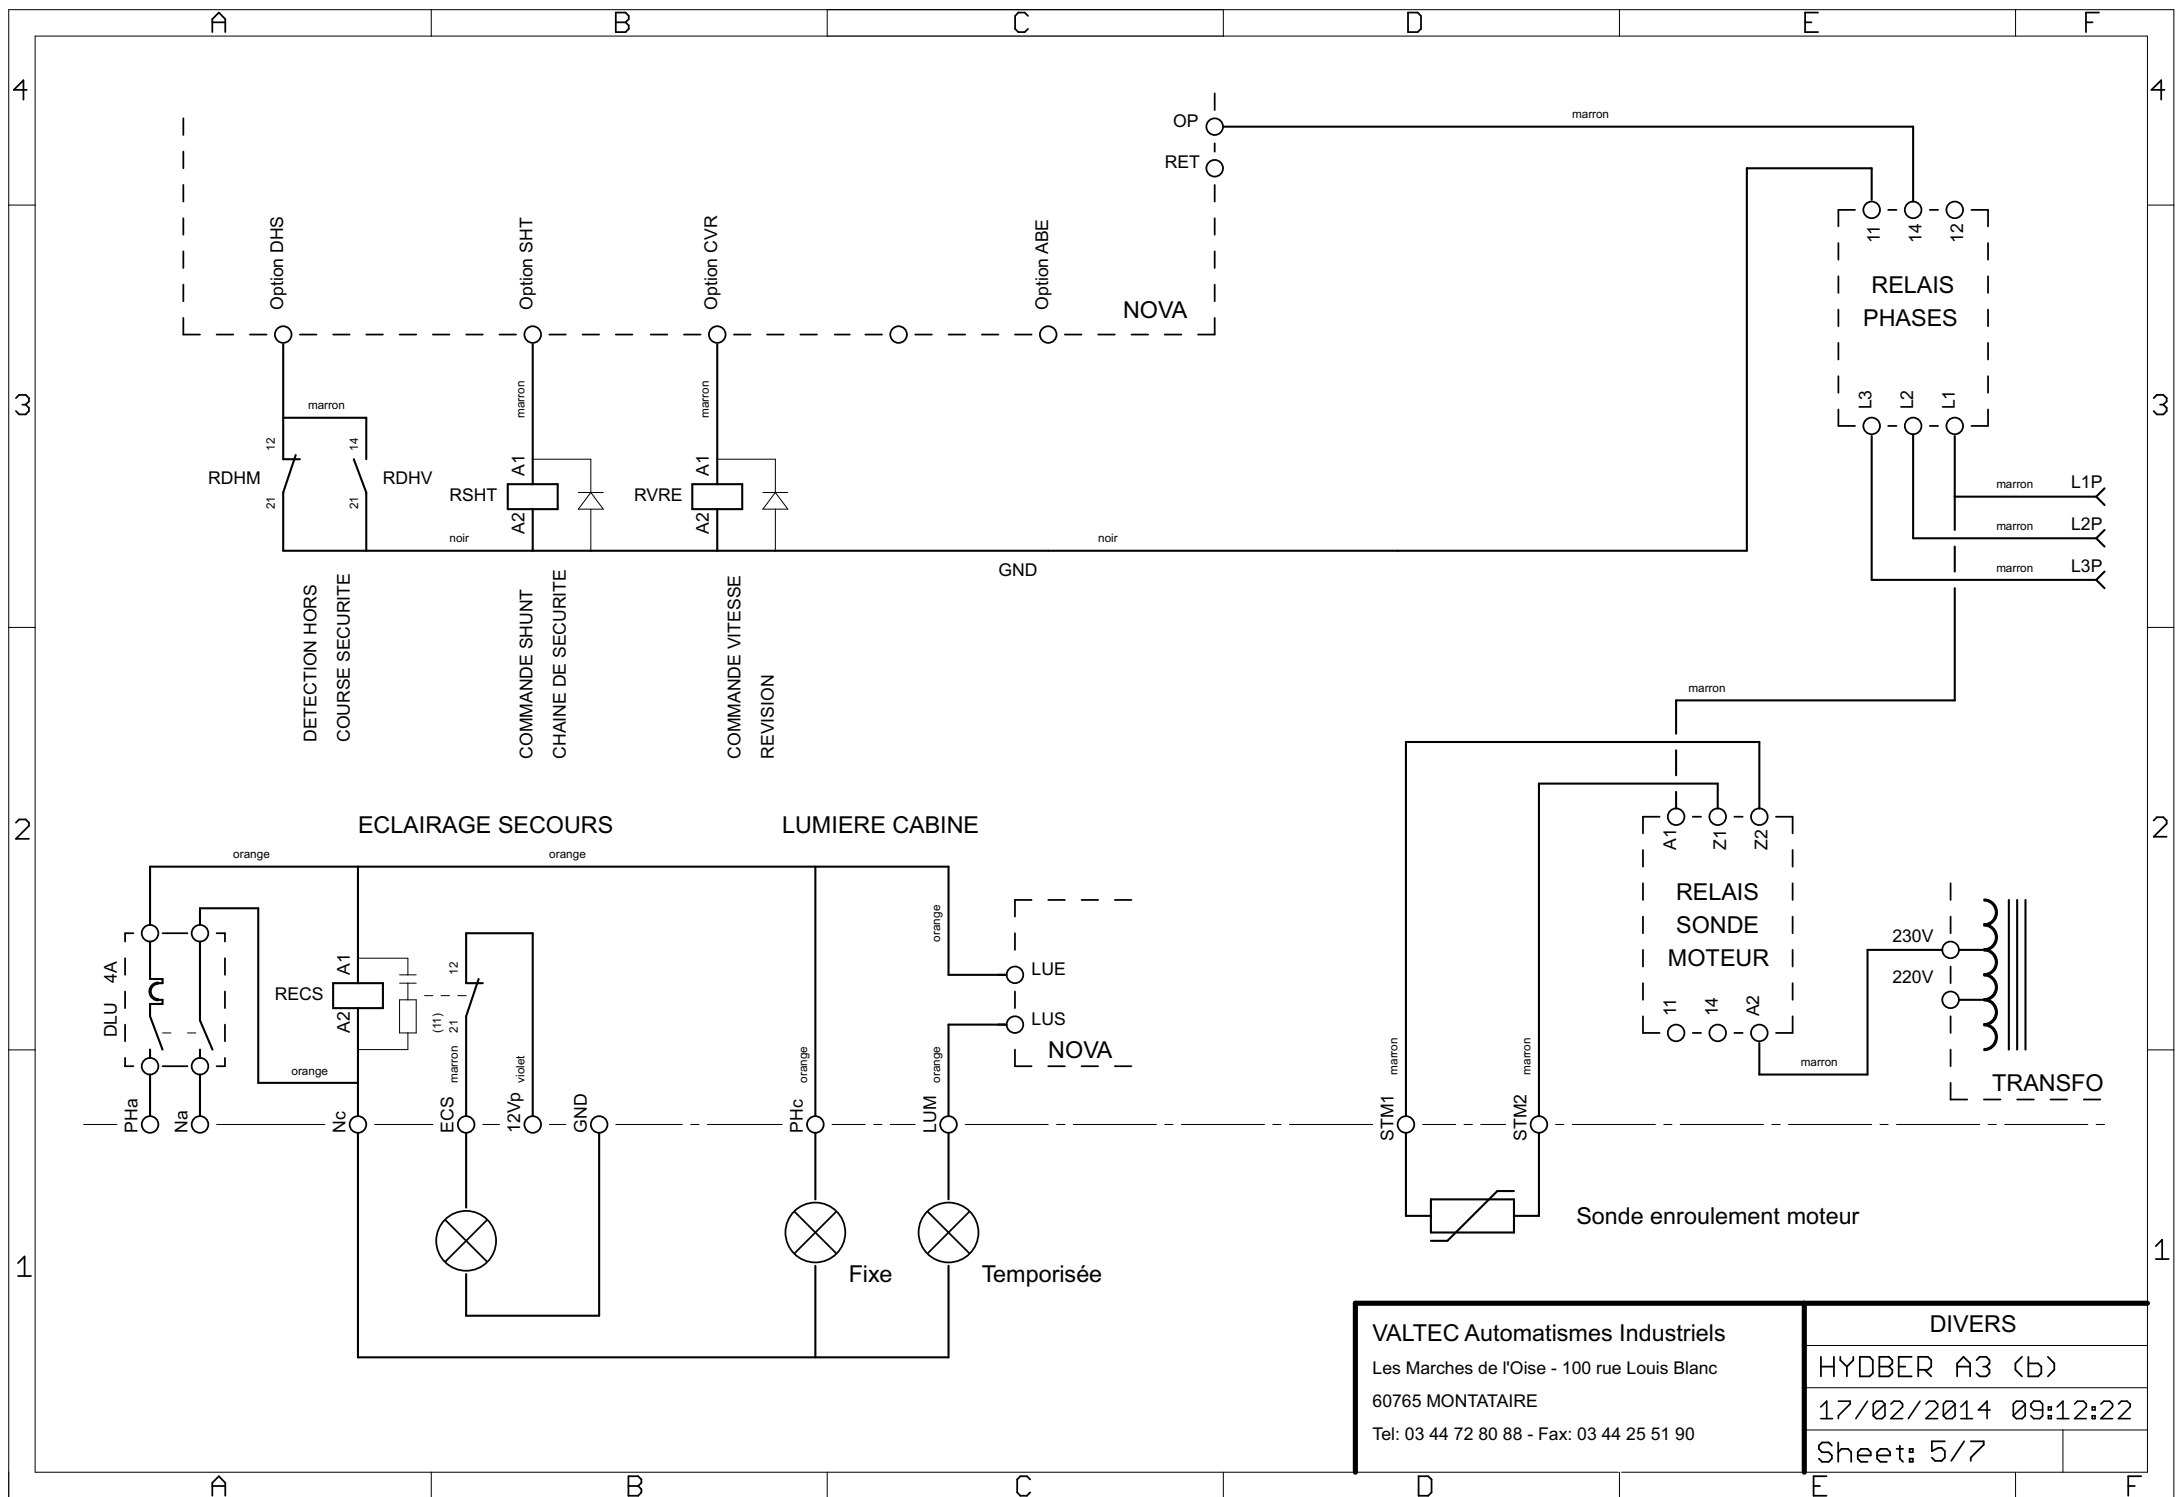 A B C D E F
4 4
OP
marron
RET
Option DHS
Option SHT
Option CVR
Option ABE
NOVA
11 14 12
RELAIS
PHASES
L3 L2 L1
3 3
marron
marron
marron
12 14
RDHM
RDHV
21 21
RSHT
A1
A2
RVRE
A1
A2
noir
noir
GND
marron L1P
marron L2P
marron L3P
DETECTION HORS
COURSE SECURITE
COMMANDE SHUNT
CHAINE DE SECURITE
COMMANDE VITESSE
REVISION
marron
2 2
ECLAIRAGE SECOURS
LUMIERE CABINE
orange
orange
A1 Z1 Z2
RELAIS
SONDE
MOTEUR
11 14 A2
marron
230V
220V
TRANSFO
DLU 4A
RECS
A1
A2
12
(11)
21
orange
marron
violet
orange
orange
orange
LUE
LUS
NOVA
marron
marron
PHa
Na
Nc
ECS
12Vp
GND
PHc
LUM
STM1
STM2
Sonde enroulement moteur
Fixe
Temporisée
1 1
VALTEC Automatismes Industriels
Les Marches de l'Oise - 100 rue Louis Blanc
60765 MONTATAIRE
Tel: 03 44 72 80 88 - Fax: 03 44 25 51 90
DIVERS
HYDBER A3 (b)
17/02/2014 09:12:22
Sheet: 5/7
A B C D E F